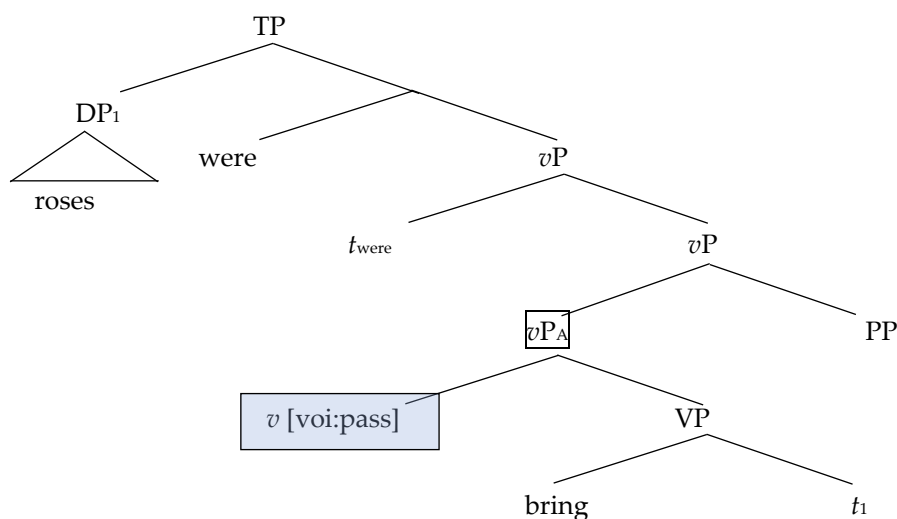 TP
DP1
were
vP
roses
twere
vP
vPA
PP
v [voi:pass]
VP
bring
t1